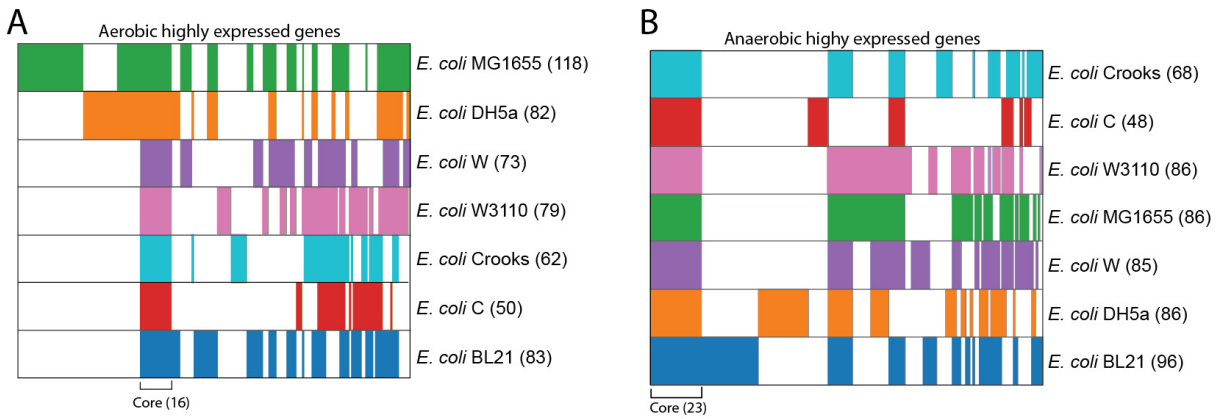 A
Aerobic highly expressed genes
E. coli MG1655 (118)
E. coli DH5a (82)
E. coli W (73)
E. coli W3110 (79)
E. coli Crooks (62)
E. coli C (50)
E. coli BL21 (83)
Core (16)
B
Anaerobic highy expressed genes
E. coli Crooks (68)
E. coli C (48)
E. coli W3110 (86)
E. coli MG1655 (86)
E. coli W (85)
E. coli DH5a (86)
E. coli BL21 (96)
Core (23)